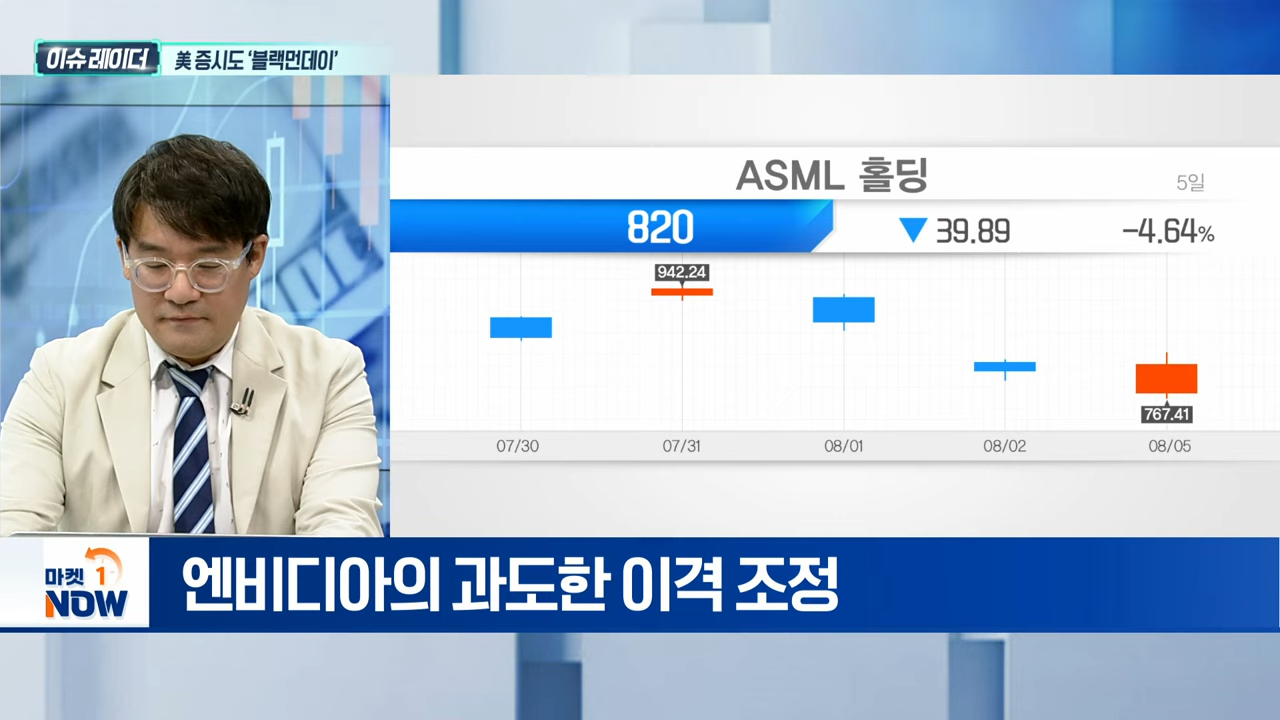 이슈 레이더
美 증시도 '블랙먼데이'
ASML 홀딩
5일
820
▼ 39.89
-4.64%
942.24
767.41
07/30
07/31
08/01
08/02
08/05
마켓 1
NOW
엔비디아의 과도한 이격 조정